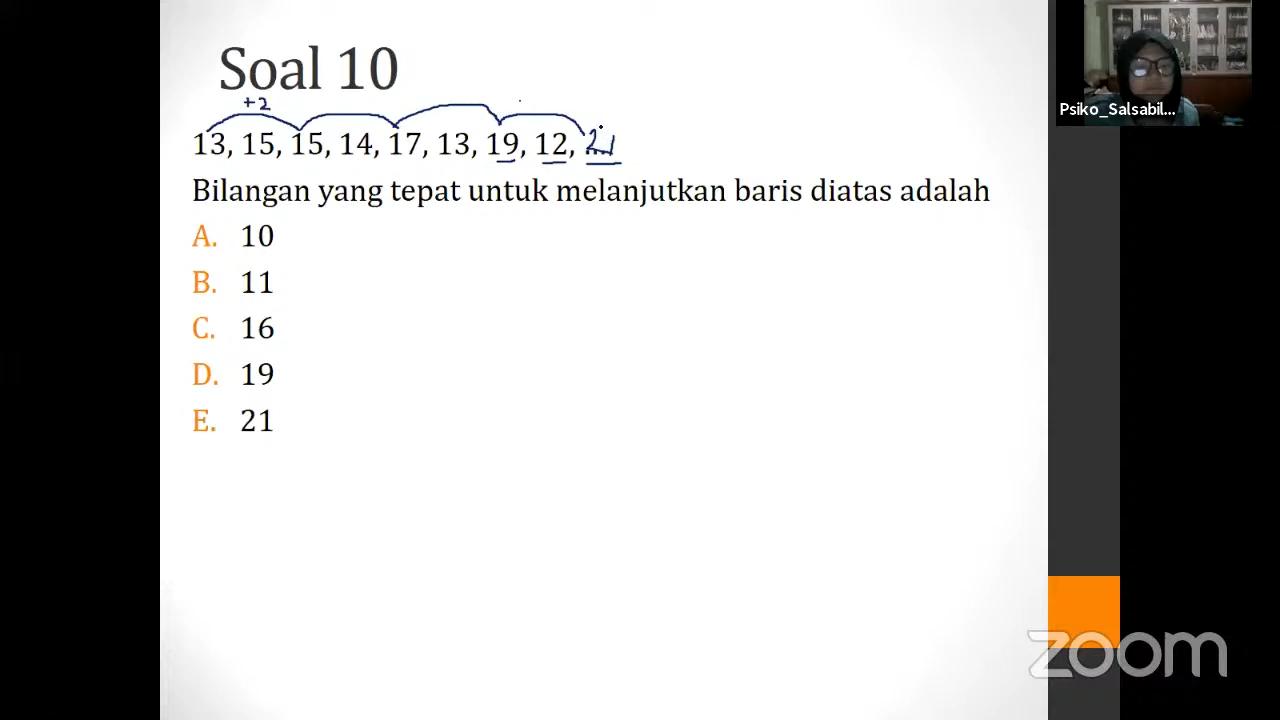 Soal 10
+2
13, 15, 15, 14, 17, 13, 19, 12, 21
Bilangan yang tepat untuk melanjutkan baris diatas adalah
A. 10
B. 11
C. 16
D. 19
E. 21
Psiko_Salsabil...
zoom